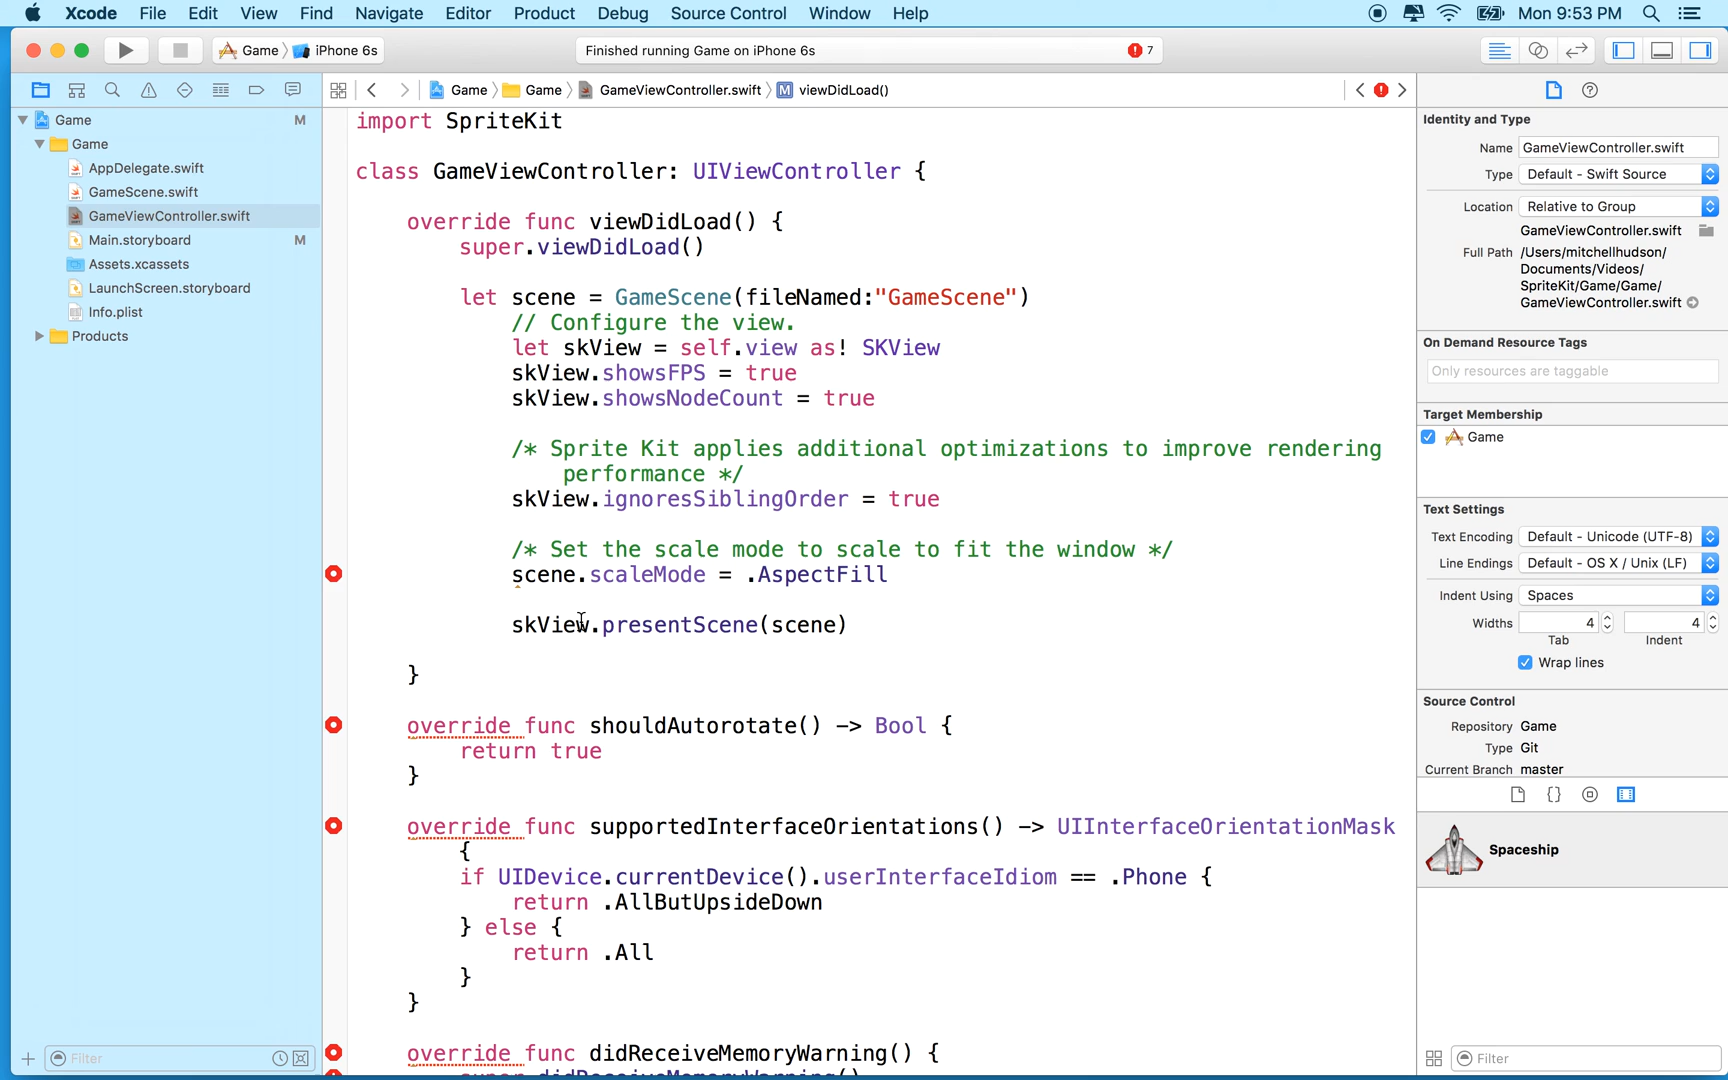 Xcode File Edit View Find Navigate Editor Product Debug Source Control Window Help Mon 9:53 PM
Game iPhone 6s Finished running Game on iPhone 6s 7
Game Game GameViewController.swift M viewDidLoad()
Game M
Game
AppDelegate.swift
GameScene.swift
GameViewController.swift
Main.storyboard M
Assets.xcassets
LaunchScreen.storyboard
Info.plist
Products
Filter
import SpriteKit
class GameViewController: UIViewController {
override func viewDidLoad() {
super.viewDidLoad()
let scene = GameScene(fileNamed:"GameScene")
// Configure the view.
let skView = self.view as! SKView
skView.showsFPS = true
skView.showsNodeCount = true
/* Sprite Kit applies additional optimizations to improve rendering
performance */
skView.ignoresSiblingOrder = true
/* Set the scale mode to scale to fit the window */
scene.scaleMode = .AspectFill
skView.presentScene(scene)
}
override func shouldAutorotate() -> Bool {
return true
}
override func supportedInterfaceOrientations() -> UIInterfaceOrientationMask
{
if UIDevice.currentDevice().userInterfaceIdiom == .Phone {
return .AllButUpsideDown
} else {
return .All
}
}
override func didReceiveMemoryWarning() {
super.didReceiveMemoryWarning()
Identity and Type
Name GameViewController.swift
Type Default - Swift Source
Location Relative to Group
GameViewController.swift
Full Path /Users/mitchellhudson/
Documents/Videos/
SpriteKit/Game/Game/
GameViewController.swift
On Demand Resource Tags
Only resources are taggable
Target Membership
Game
Text Settings
Text Encoding Default - Unicode (UTF-8)
Line Endings Default - OS X / Unix (LF)
Indent Using Spaces
Widths 4 4
Tab Indent
Wrap lines
Source Control
Repository Game
Type Git
Current Branch master
{}
Spaceship
Filter